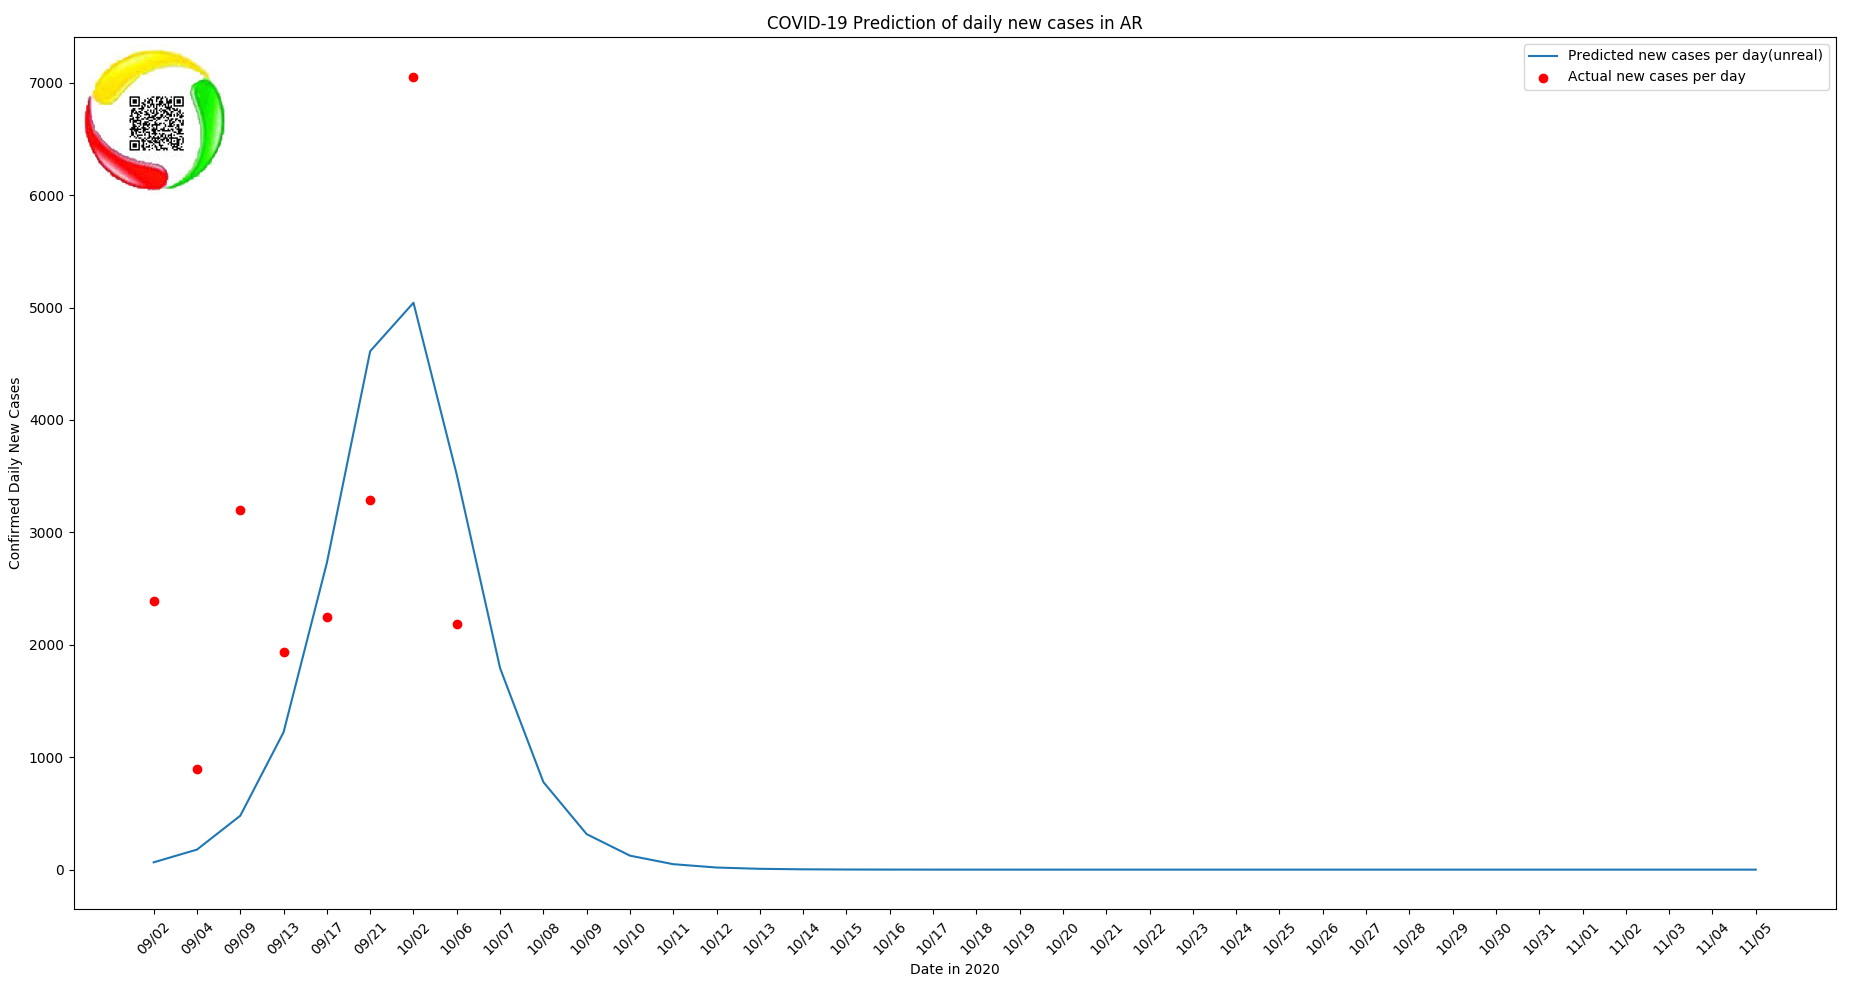 COVID-19 Prediction of daily new cases in AR
Predicted new cases per day(unreal)
Actual new cases per day
Confirmed Daily New Cases
7000
6000
5000
4000
3000
2000
1000
0
09/02 09/04 09/09 09/13 09/17 09/21 10/02 10/06 10/07 10/08 10/09 10/10 10/11 10/12 10/13 10/14 10/15 10/16 10/17 10/18 10/19 10/20 10/21 10/22 10/23 10/24 10/25 10/26 10/27 10/28 10/29 10/30 10/31 11/01 11/02 11/03 11/04 11/05
Date in 2020